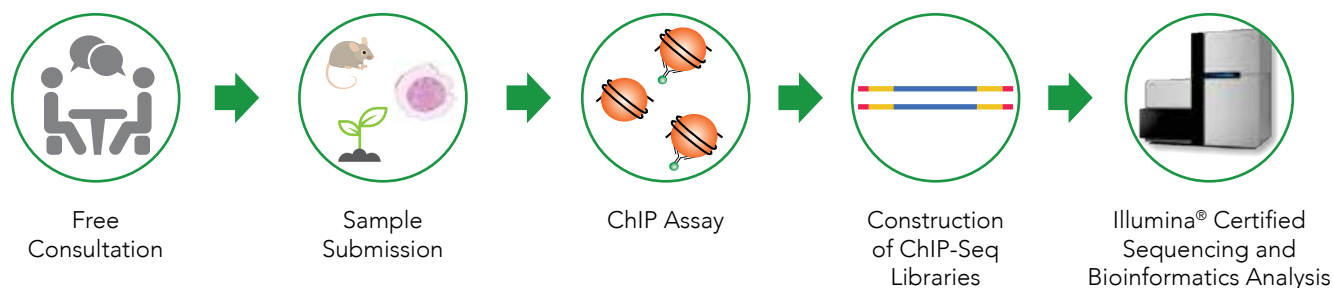 Free
Consultation
Sample
Submission
ChIP Assay
Construction
of ChIP-Seq
Libraries
Illumina® Certified
Sequencing and
Bioinformatics Analysis